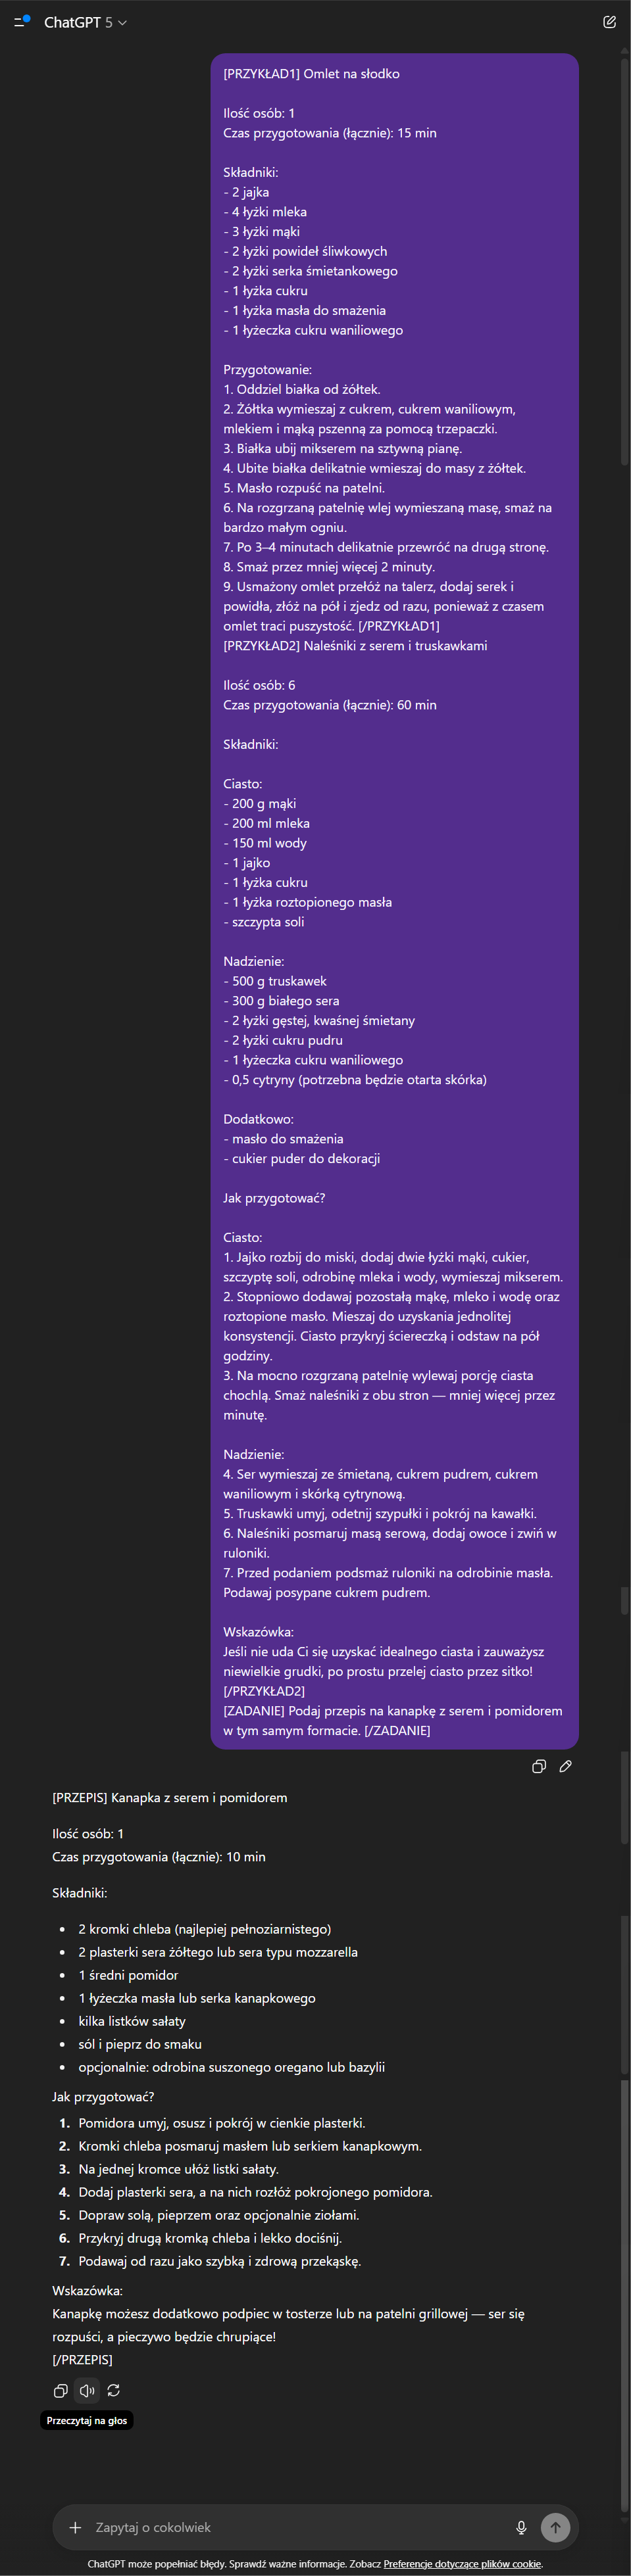 ChatGPT 5
[PRZYKŁAD1] Omlet na słodko
Ilość osób: 1
Czas przygotowania (łącznie): 15 min
Składniki:
- 2 jajka
- 4 łyżki mleka
- 3 łyżki mąki
- 2 łyżki powideł śliwkowych
- 2 łyżki serka śmietankowego
- 1 łyżka cukru
- 1 łyżka masła do smażenia
- 1 łyżeczka cukru waniliowego
Przygotowanie:
1. Oddziel białka od żółtek.
2. Żółtka wymieszaj z cukrem, cukrem waniliowym,
mlekiem i mąką pszenną za pomocą trzepaczki.
3. Białka ubij mikserem na sztywną pianę.
4. Ubite białka delikatnie wmieszaj do masy z żółtek.
5. Masło rozpuść na patelni.
6. Na rozgrzaną patelnię wlej wymieszaną masę, smaż na
bardzo małym ogniu.
7. Po 3–4 minutach delikatnie przewróć na drugą stronę.
8. Smaż przez mniej więcej 2 minuty.
9. Usmażony omlet przełóż na talerz, dodaj serek i
powidła, złóż na pół i zjedz od razu, ponieważ z czasem
omlet traci puszystość. [/PRZYKŁAD1]
[PRZYKŁAD2] Naleśniki z serem i truskawkami
Ilość osób: 6
Czas przygotowania (łącznie): 60 min
Składniki:
Ciasto:
- 200 g mąki
- 200 ml mleka
- 150 ml wody
- 1 jajko
- 1 łyżka cukru
- 1 łyżka roztopionego masła
- szczypta soli
Nadzienie:
- 500 g truskawek
- 300 g białego sera
- 2 łyżki gęstej, kwaśnej śmietany
- 2 łyżki cukru pudru
- 1 łyżeczka cukru waniliowego
- 0,5 cytryny (potrzebna będzie otarta skórka)
Dodatkowo:
- masło do smażenia
- cukier puder do dekoracji
Jak przygotować?
Ciasto:
1. Jajko rozbij do miski, dodaj dwie łyżki mąki, cukier,
szczyptę soli, odrobinę mleka i wody, wymieszaj mikserem.
2. Stopniowo dodawaj pozostałą mąkę, mleko i wodę oraz
roztopione masło. Mieszaj do uzyskania jednolitej
konsystencji. Ciasto przykryj ściereczką i odstaw na pół
godziny.
3. Na mocno rozgrzaną patelnię wylewaj porcję ciasta
chochlą. Smaż naleśniki z obu stron — mniej więcej przez
minutę.
Nadzienie:
4. Ser wymieszaj ze śmietaną, cukrem pudrem, cukrem
waniliowym i skórką cytrynową.
5. Truskawki umyj, odetnij szypułki i pokrój na kawałki.
6. Naleśniki posmaruj masą serową, dodaj owoce i zwiń w
ruloniki.
7. Przed podaniem podsmaż ruloniki na odrobinie masła.
Podawaj posypane cukrem pudrem.
Wskazówka:
Jeśli nie uda Ci się uzyskać idealnego ciasta i zauważysz
niewielkie grudki, po prostu przelej ciasto przez sitko!
[/PRZYKŁAD2]
[ZADANIE] Podaj przepis na kanapkę z serem i pomidorem
w tym samym formacie. [/ZADANIE]
[PRZEPIS] Kanapka z serem i pomidorem
Ilość osób: 1
Czas przygotowania (łącznie): 10 min
Składniki:
• 2 kromki chleba (najlepiej pełnoziarnistego)
• 2 plasterki sera żółtego lub sera typu mozzarella
• 1 średni pomidor
• 1 łyżeczka masła lub serka kanapkowego
• kilka listków sałaty
• sól i pieprz do smaku
• opcjonalnie: odrobina suszonego oregano lub bazylii
Jak przygotować?
1. Pomidora umyj, osusz i pokrój w cienkie plasterki.
2. Kromki chleba posmaruj masłem lub serkiem kanapkowym.
3. Na jednej kromce ułóż listki sałaty.
4. Dodaj plasterki sera, a na nich rozłóż pokrojonego pomidora.
5. Dopraw solą, pieprzem oraz opcjonalnie ziołami.
6. Przykryj drugą kromką chleba i lekko dociśnij.
7. Podawaj od razu jako szybką i zdrową przekąskę.
Wskazówka:
Kanapkę możesz dodatkowo podpiec w tosterze lub na patelni grillowej — ser się
rozpuści, a pieczywo będzie chrupiące!
[/PRZEPIS]
Przeczytaj na głos
Zapytaj o cokolwiek
ChatGPT może popełniać błędy. Sprawdź ważne informacje. Zobacz Preferencje dotyczące plików cookie.